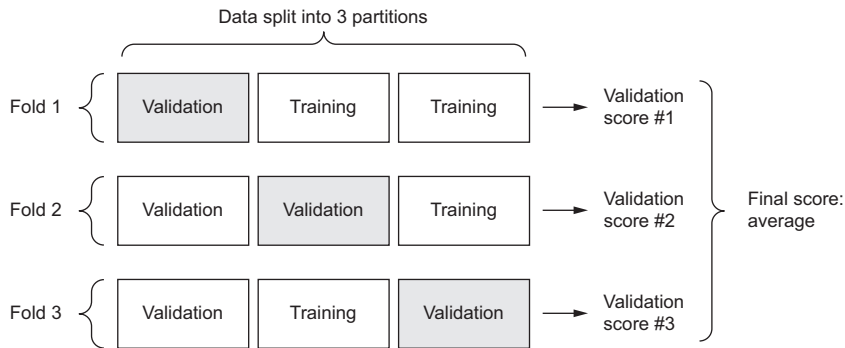 Data split into 3 partitions
Fold 1
Validation
Training
Training
Validation
score #1
Fold 2
Validation
Validation
Training
Validation
score #2
Final score:
average
Fold 3
Validation
Training
Validation
Validation
score #3